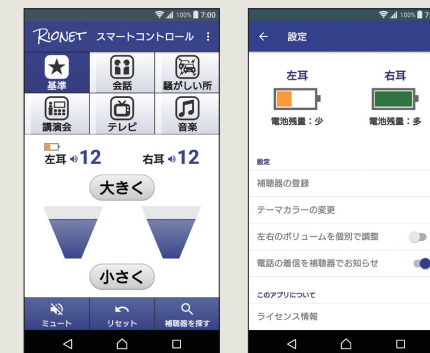 100% 7:00
RIONET スマートコントロール
基準
会話
騒がしい所
講演会
テレビ
音楽
左耳 12 右耳 12
大きく
小さく
ミュート
リセット
補聴器を探す
100% 7
設定
左耳 右耳
電池残量：少 電池残量：多
設定
補聴器の登録
テーマカラーの変更
左右のボリュームを個別で調整
電話の着信を補聴器でお知らせ
このアプリについて
ライセンス情報